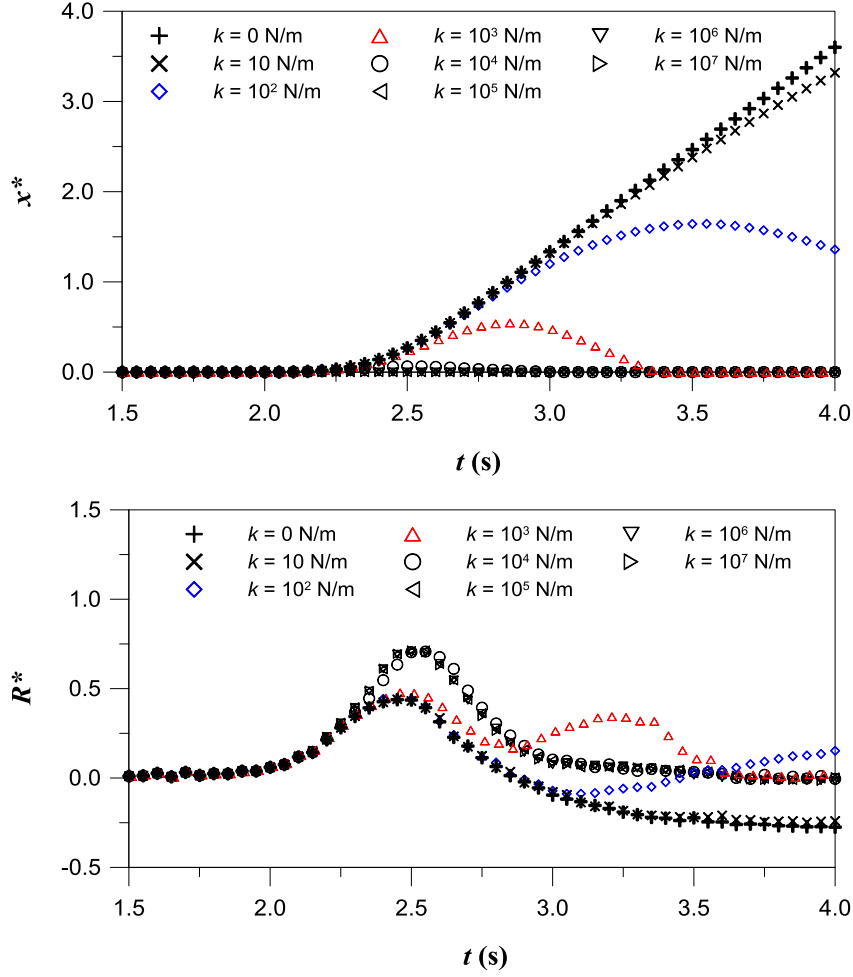 4.0
k = 0 N/m k = 10³ N/m k = 10⁶ N/m
k = 10 N/m k = 10⁴ N/m k = 10⁷ N/m
k = 10² N/m k = 10⁵ N/m
3.0
x*
2.0
1.0
0.0
1.5 2.0 2.5 3.0 3.5 4.0
t (s)
1.5
k = 0 N/m k = 10³ N/m k = 10⁶ N/m
k = 10 N/m k = 10⁴ N/m k = 10⁷ N/m
k = 10² N/m k = 10⁵ N/m
1.0
R*
0.5
0.0
-0.5
1.5 2.0 2.5 3.0 3.5 4.0
t (s)